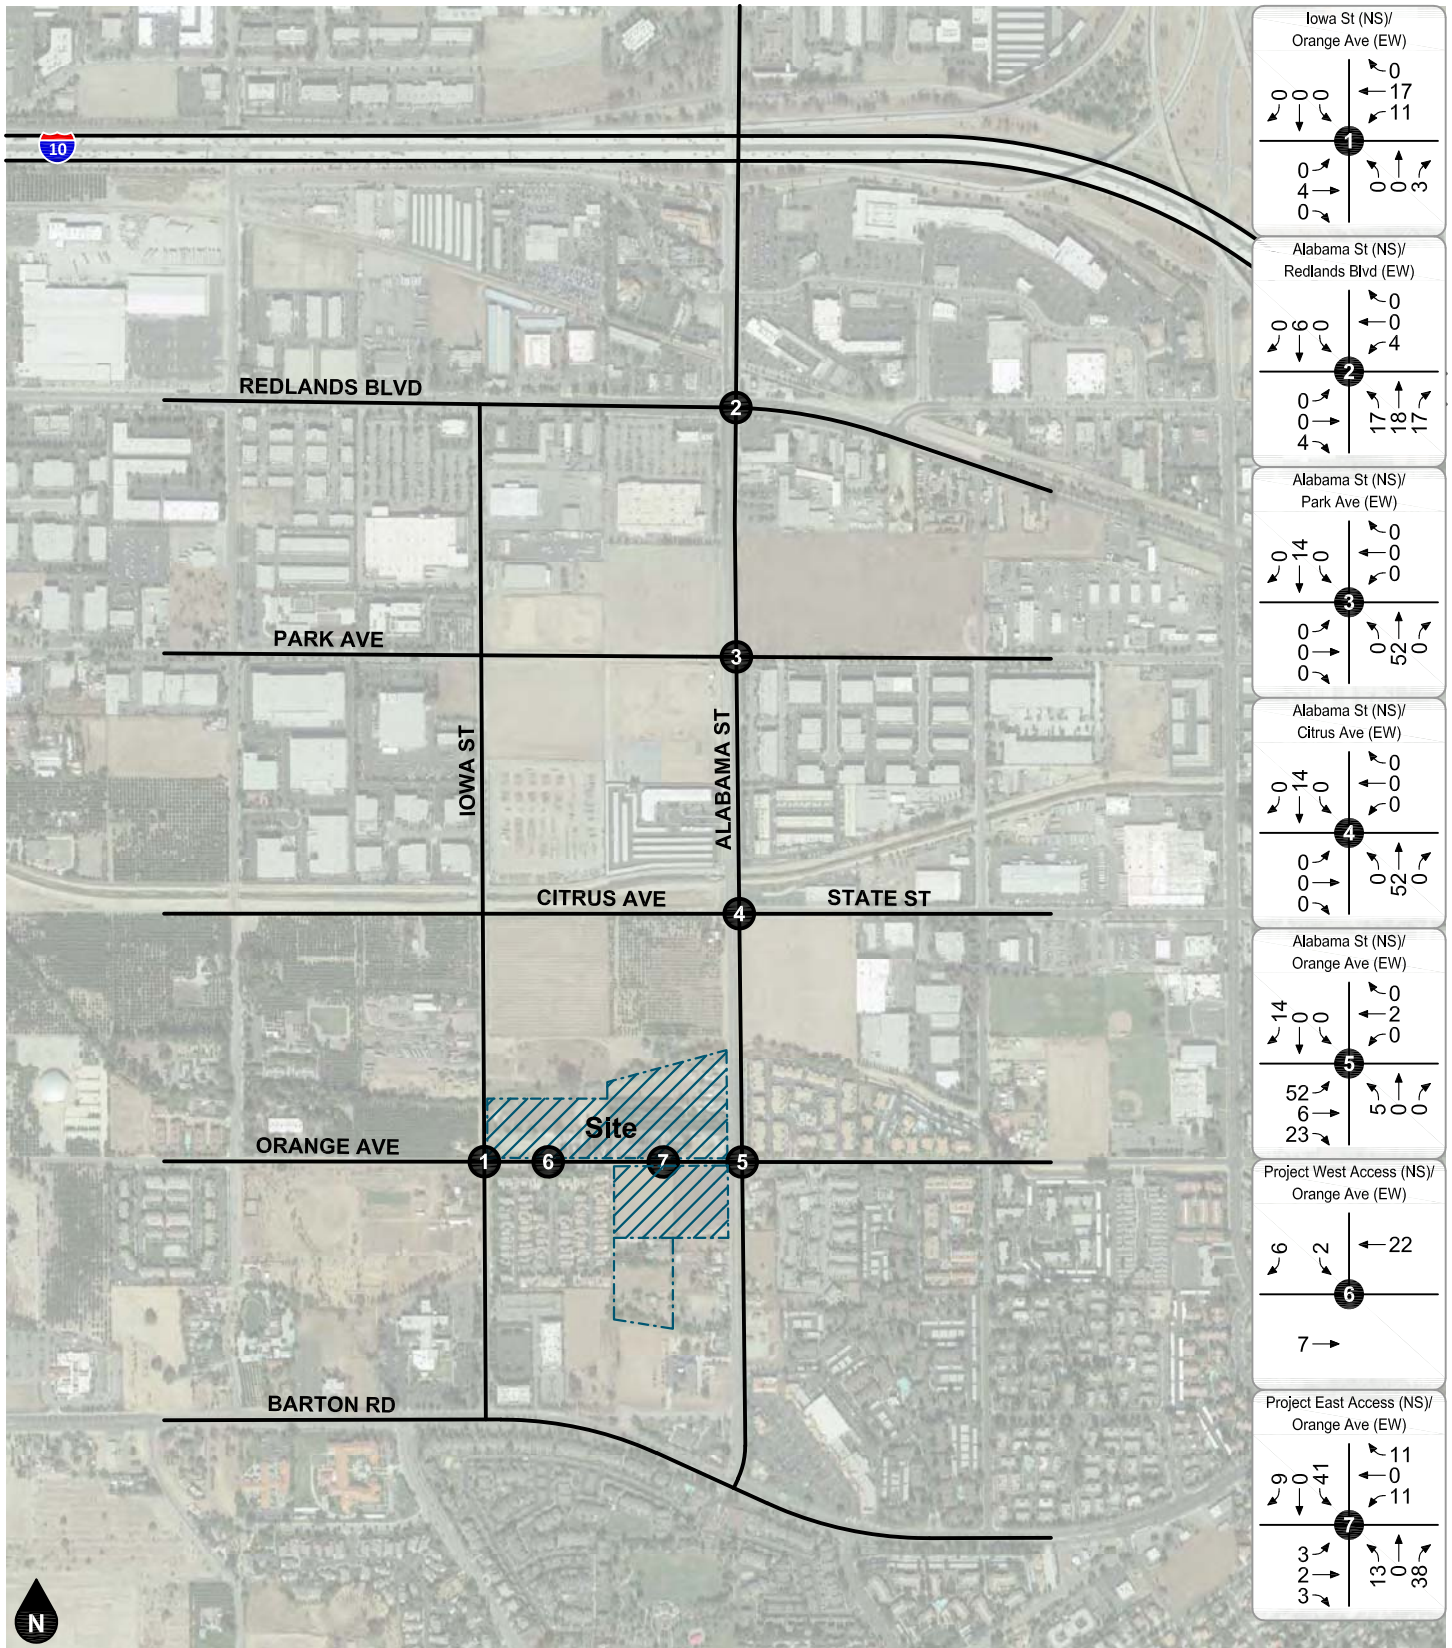 10
REDLANDS BLVD
2
PARK AVE
3
IOWA ST
ALABAMA ST
CITRUS AVE
4
STATE ST
Site
ORANGE AVE
1
6
7
5
BARTON RD
N
Iowa St (NS)/
Orange Ave (EW)
0 0 0
0
17
11
1
0
4
0
0 0 3
Alabama St (NS)/
Redlands Blvd (EW)
0 6 0
0
0
4
2
0
0
4
17 18 17
Alabama St (NS)/
Park Ave (EW)
0 14 0
0
0
0
3
0
0
0
0 52 0
Alabama St (NS)/
Citrus Ave (EW)
0 14 0
0
0
0
4
0
0
0
0 52 0
Alabama St (NS)/
Orange Ave (EW)
14 0 0
0
2
0
5
52
6
23
5 0 0
Project West Access (NS)/
Orange Ave (EW)
6 2
22
6
7
Project East Access (NS)/
Orange Ave (EW)
9 0 41
11
0
11
7
3
2
3
13 0 38